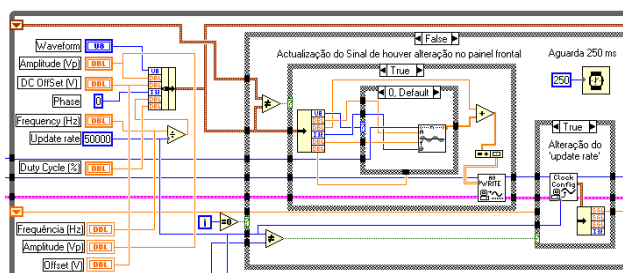 False
Waveform U8
Actualização do Sinal de houver alteração no painel frontal
Aguarda 250 ms
Amplitude (Vp) DBL
True
250
DC OffSet (V) DBL
0, Default
Phase 0
Frequency (Hz) DBL
True
Update rate 50000
Alteração do
'update rate'
Duty Cycle (%) DBL
AO
WRITE
Clock
Config
i =0
Frequência (Hz) DBL
Amplitude (Vp) DBL
Offset (V) DBL